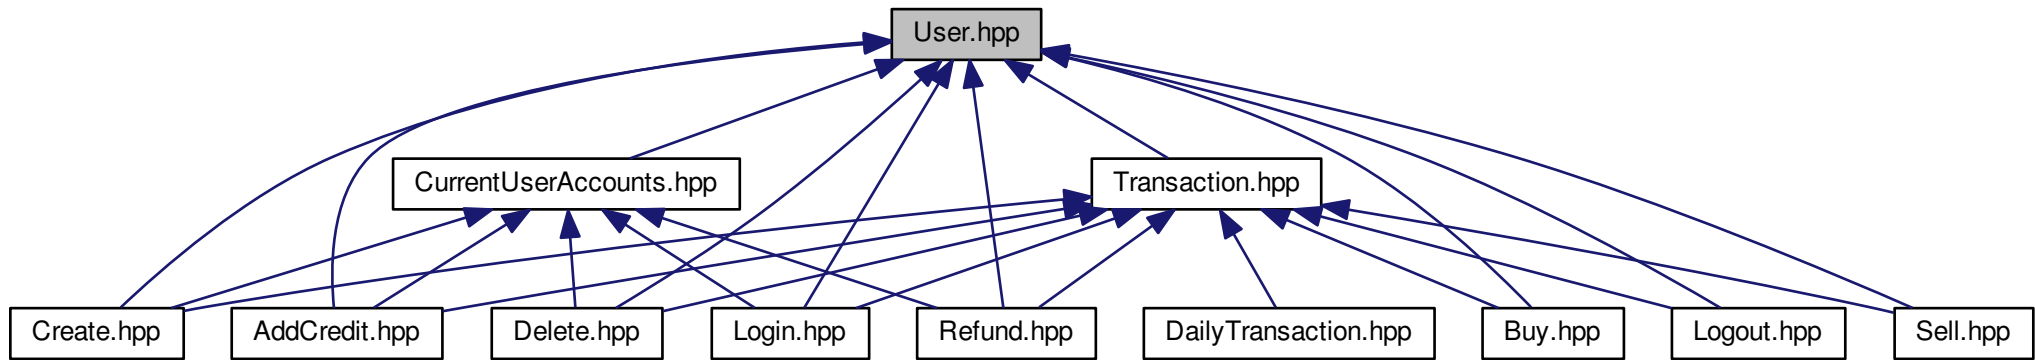 User.hpp
CurrentUserAccounts.hpp
Transaction.hpp
Create.hpp
AddCredit.hpp
Delete.hpp
Login.hpp
Refund.hpp
DailyTransaction.hpp
Buy.hpp
Logout.hpp
Sell.hpp